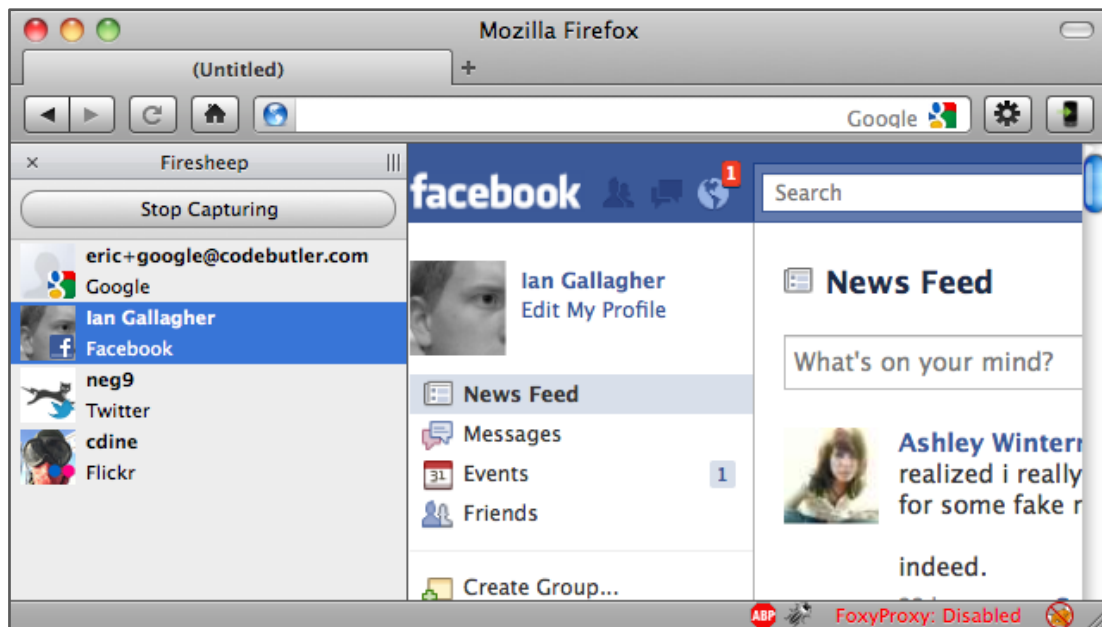 Mozilla Firefox
(Untitled)
Google
Firesheep
Stop Capturing
eric+google@codebutler.com
Google
Ian Gallagher
f
Facebook
neg9
Twitter
cdine
Flickr
facebook
1
Search
Ian Gallagher
Edit My Profile
News Feed
Messages
31 Events 1
Friends
Create Group...
News Feed
What's on your mind?
Ashley Winterr
realized i really
for some fake r
indeed.
ABP FoxyProxy: Disabled